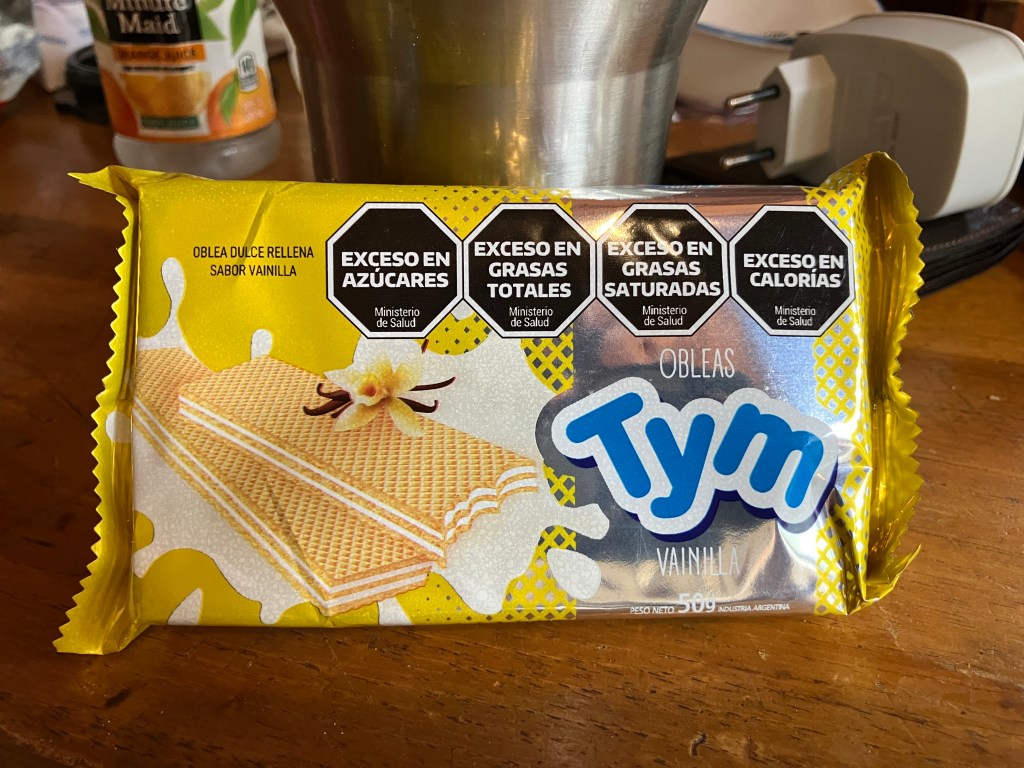 Minute
Maid
ORANGE JUICE
OBLEA DULCE RELLENA
SABOR VAINILLA
EXCESO EN
AZÚCARES
Ministerio
de Salud
EXCESO EN
GRASAS
TOTALES
Ministerio
de Salud
EXCESO EN
GRASAS
SATURADAS
Ministerio
de Salud
EXCESO EN
CALORÍAS
Ministerio
de Salud
OBLEAS
Tym
VAINILLA
PESO NETO 50g INDUSTRIA ARGENTINA